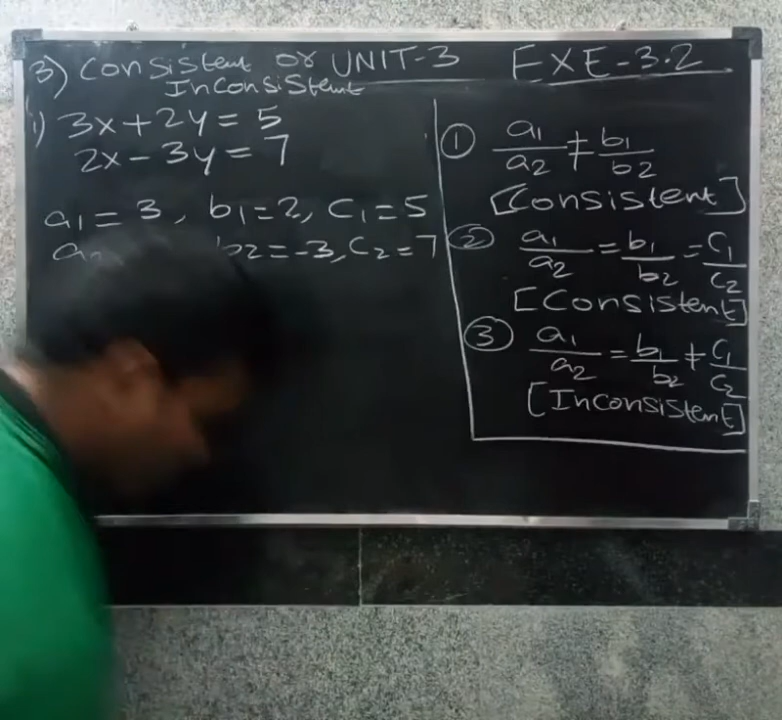 3) Consistent or UNIT-3 EXE-3.2
Inconsistent
i) 3x+2y=5
2x-3y=7
a1=3, b1=2, C1=5
b2=-3, C2=7
① a1/a2 ≠ b1/b2
[Consistent]
② a1/a2 = b1/b2 = C1/C2
[Consistent]
③ a1/a2 = b1/b2 ≠ C1/C2
[Inconsistent]